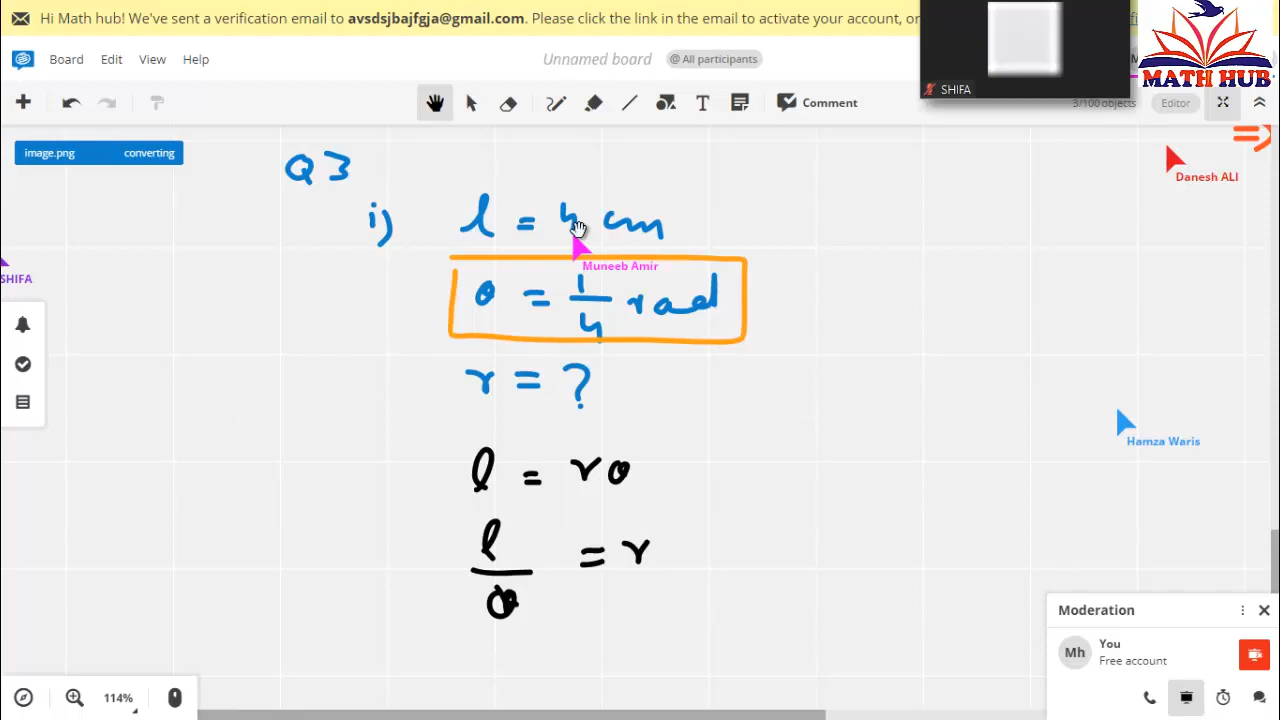 Hi Math hub! We've sent a verification email to avsdsjbajfgja@gmail.com. Please click the link in the email to activate your account, or
MATH HUB
SHIFA
Board Edit View Help
Unnamed board
@ All participants
Comment
3/100 objects
Editor
image.png converting
Q3
=>
Danesh ALI
i) l = 4 cm
Muneeb Amir
SHIFA
θ = 1/4 rad
r = ?
Hamza Waris
l = rθ
l/θ = r
Moderation
Mh
You
Free account
114%